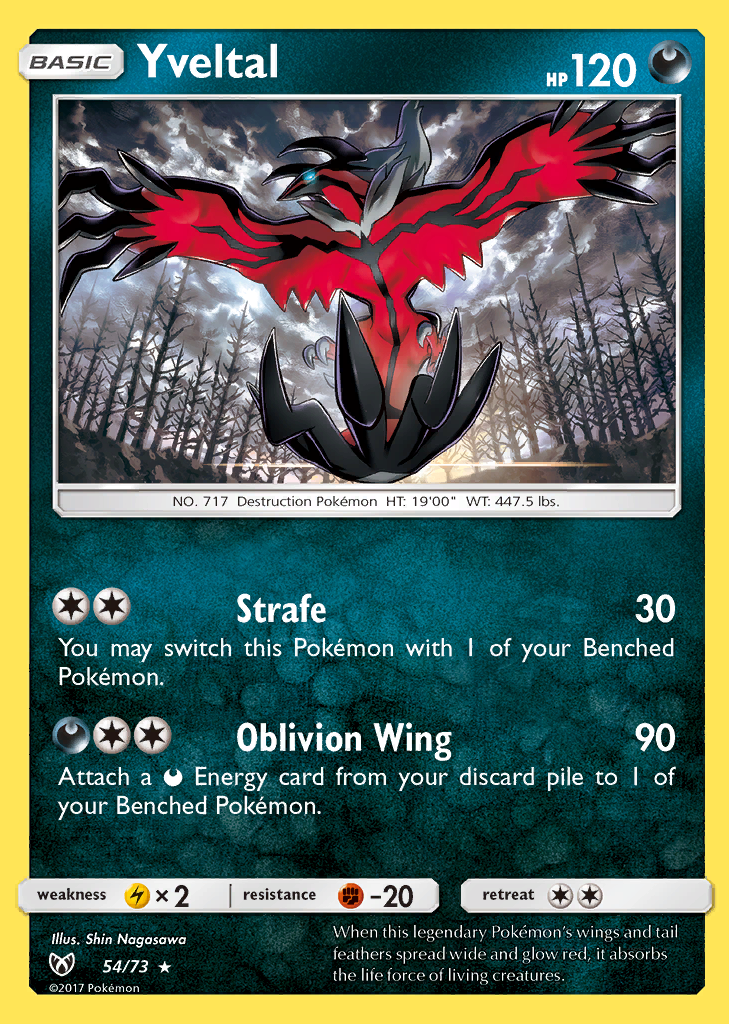 BASIC Yveltal HP 120
NO. 717 Destruction Pokémon HT: 19'00" WT: 447.5 lbs.
Strafe 30
You may switch this Pokémon with 1 of your Benched
Pokémon.
Oblivion Wing 90
Attach a Energy card from your discard pile to 1 of
your Benched Pokémon.
weakness ×2 resistance -20 retreat
Illus. Shin Nagasawa
54/73 ★
©2017 Pokémon
When this legendary Pokémon's wings and tail
feathers spread wide and glow red, it absorbs
the life force of living creatures.